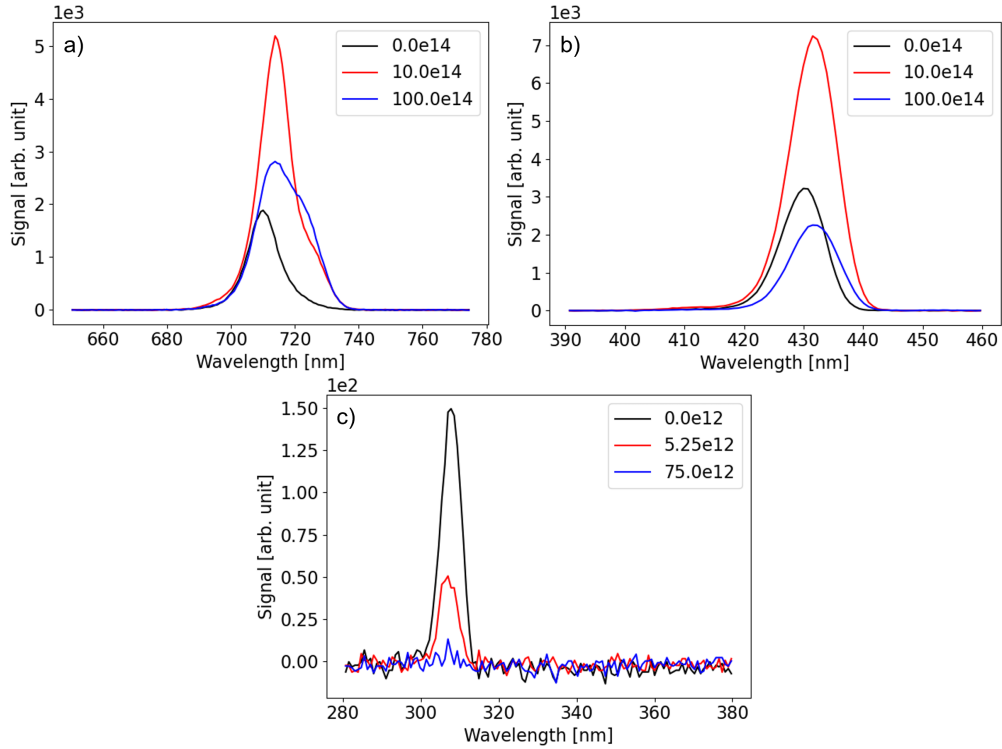 1e3
a)
0.0e14
10.0e14
100.0e14
Signal [arb. unit]
5
4
3
2
1
0
660 680 700 720 740 760 780
Wavelength [nm]
1e3
b)
0.0e14
10.0e14
100.0e14
Signal [arb. unit]
7
6
5
4
3
2
1
0
390 400 410 420 430 440 450 460
Wavelength [nm]
1e2
c)
0.0e12
5.25e12
75.0e12
Signal [arb. unit]
1.50
1.25
1.00
0.75
0.50
0.25
0.00
280 300 320 340 360 380
Wavelength [nm]